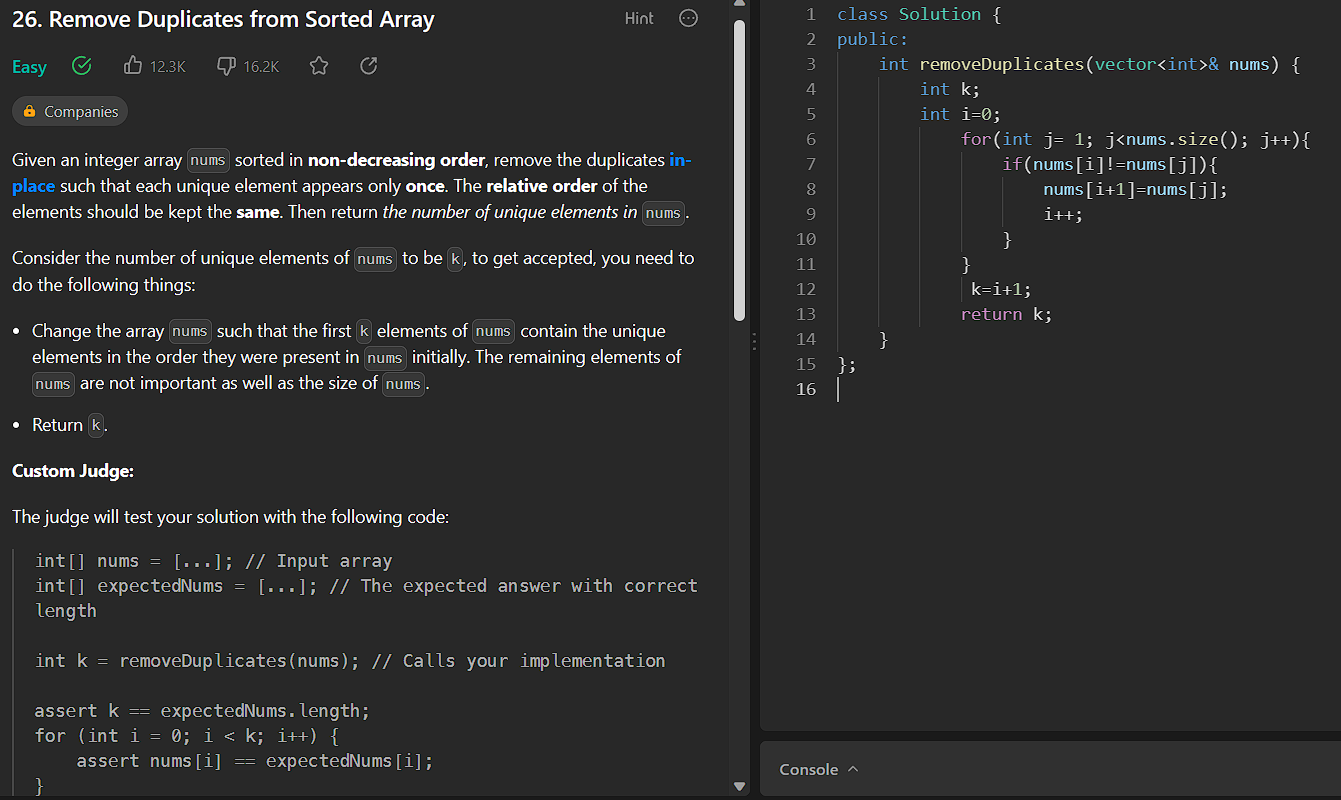 26. Remove Duplicates from Sorted Array
Hint
Easy
12.3K
16.2K
Companies
Given an integer array nums sorted in non-decreasing order, remove the duplicates in-
place such that each unique element appears only once. The relative order of the
elements should be kept the same. Then return the number of unique elements in nums.
Consider the number of unique elements of nums to be k, to get accepted, you need to
do the following things:
• Change the array nums such that the first k elements of nums contain the unique
elements in the order they were present in nums initially. The remaining elements of
nums are not important as well as the size of nums.
• Return k.
Custom Judge:
The judge will test your solution with the following code:
int[] nums = [...]; // Input array
int[] expectedNums = [...]; // The expected answer with correct
length
int k = removeDuplicates(nums); // Calls your implementation
assert k == expectedNums.length;
for (int i = 0; i < k; i++) {
    assert nums[i] == expectedNums[i];
}
1 class Solution {
2 public:
3     int removeDuplicates(vector<int>& nums) {
4         int k;
5         int i=0;
6             for(int j= 1; j<nums.size(); j++){
7                 if(nums[i]!=nums[j]){
8                     nums[i+1]=nums[j];
9                     i++;
10                 }
11             }
12              k=i+1;
13             return k;
14     }
15 };
16
Console